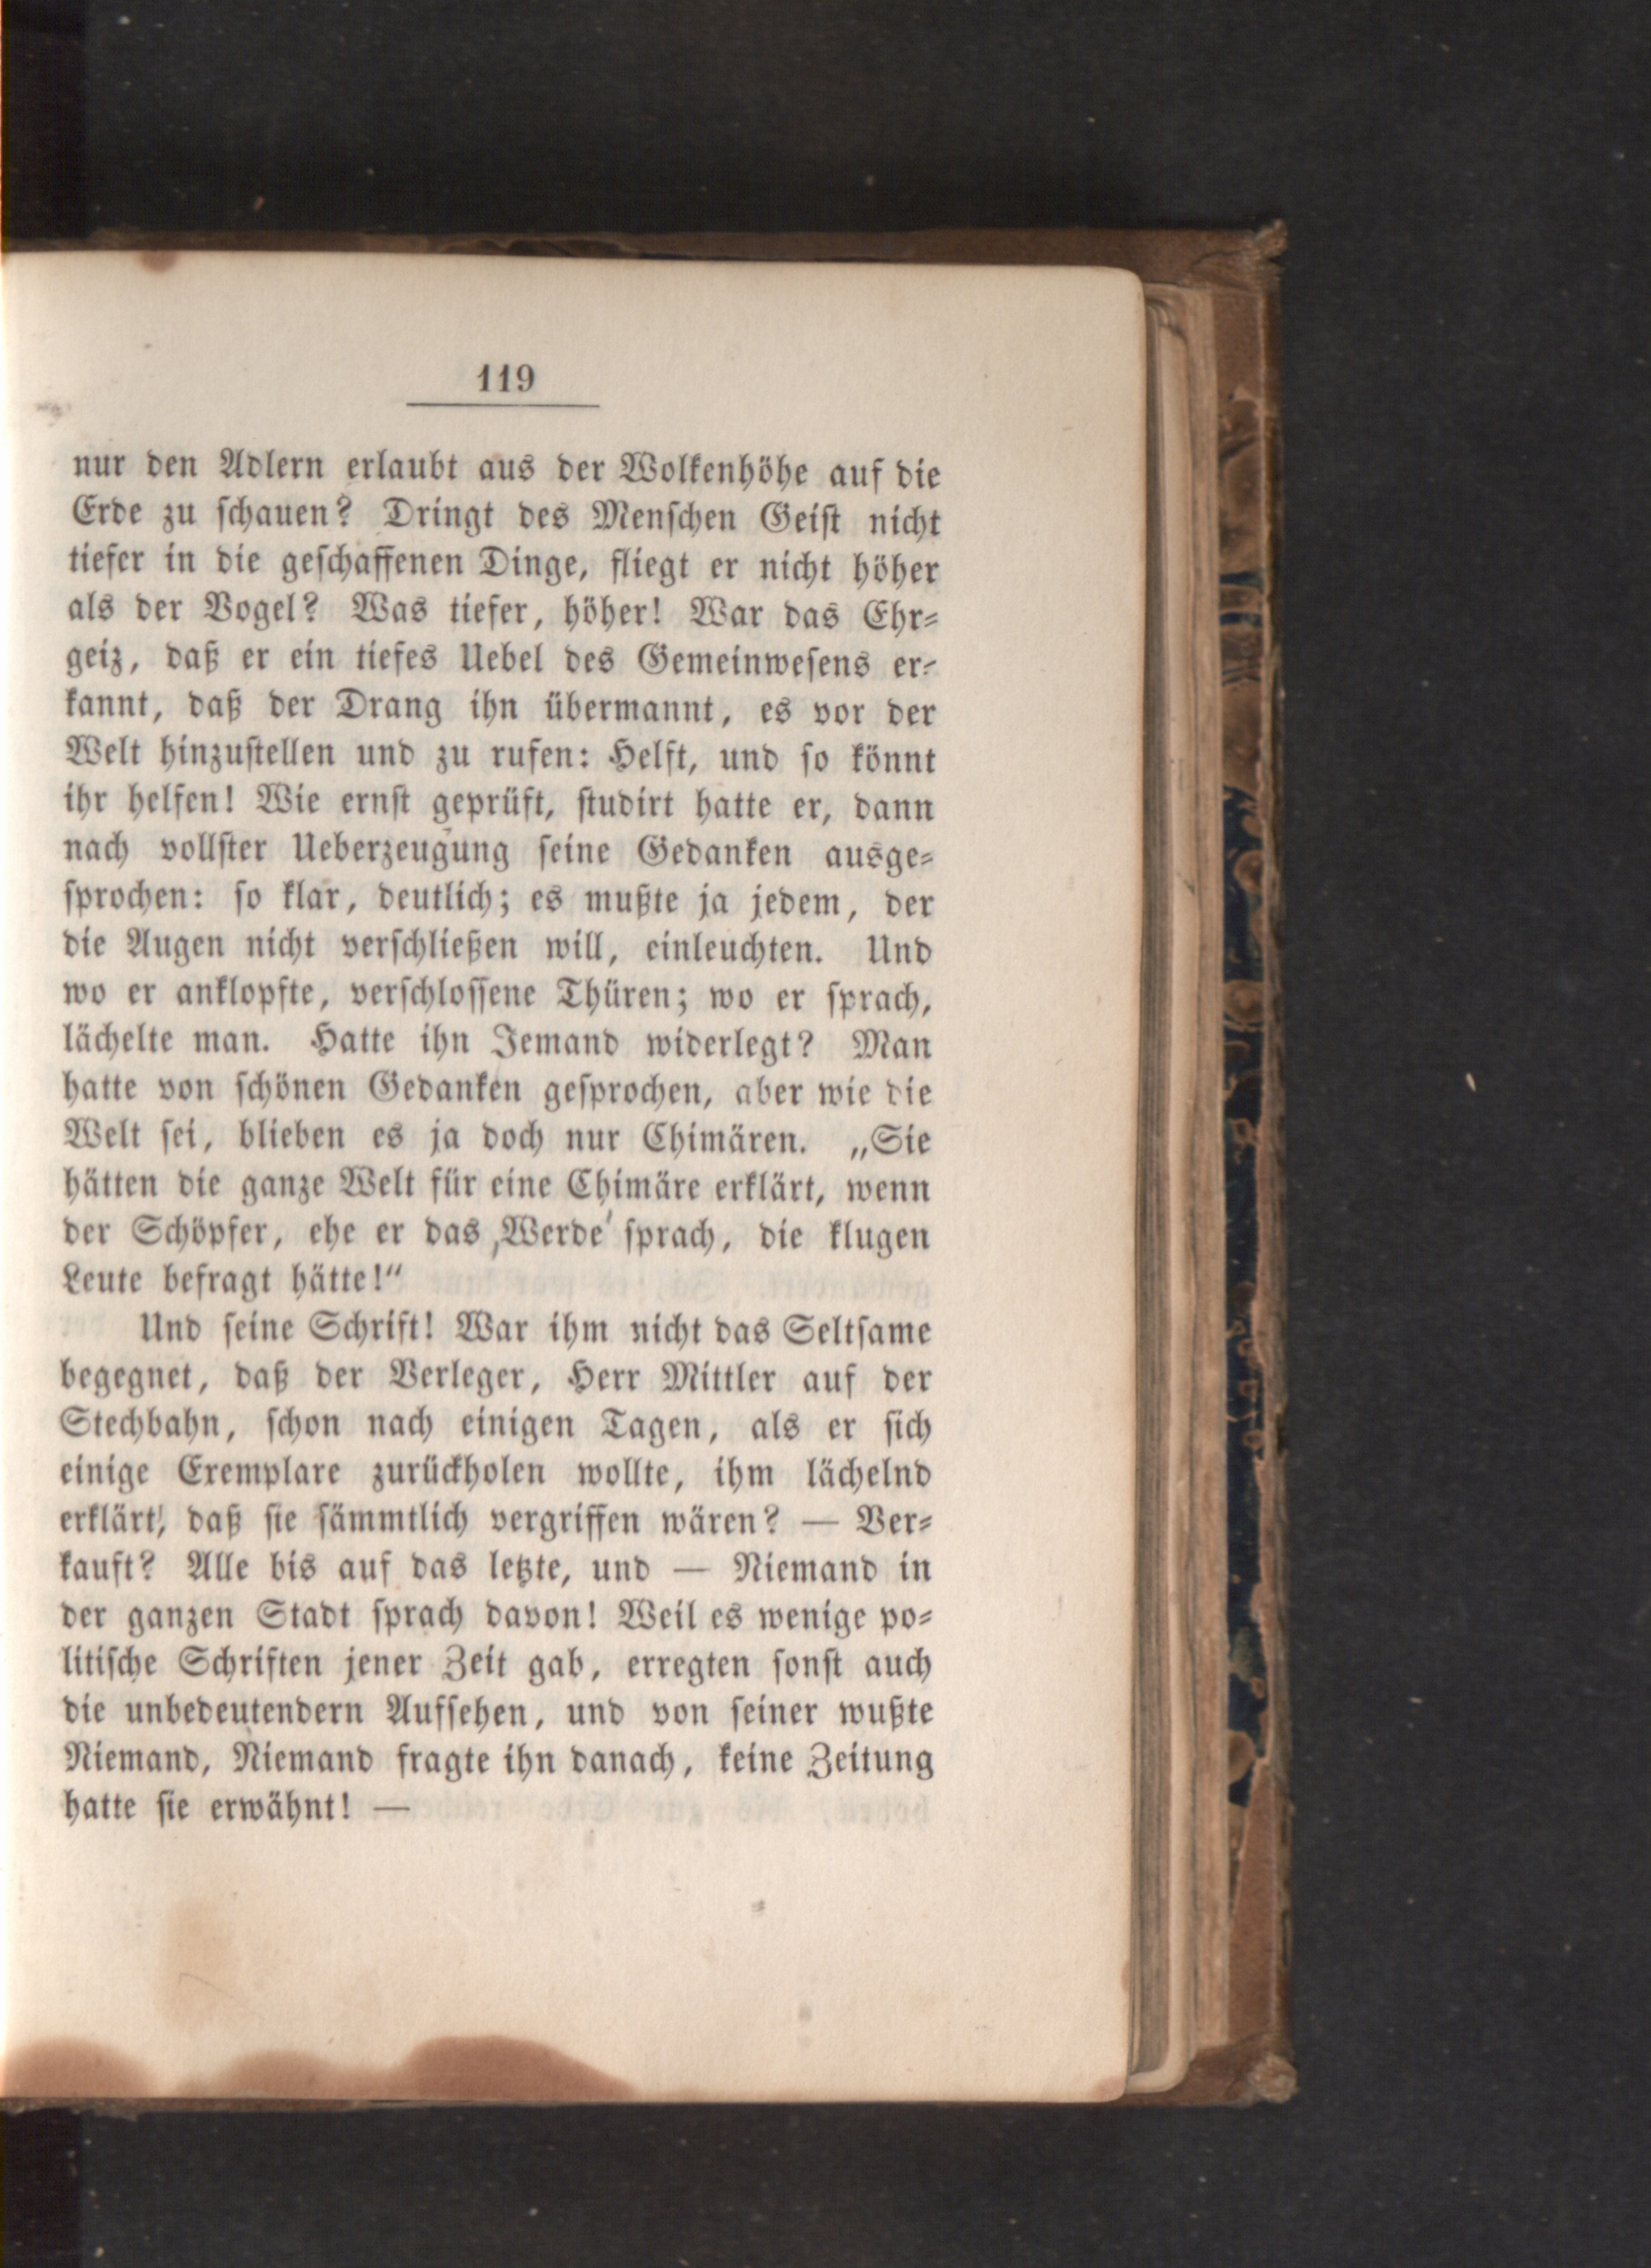 119
nur den Adlern erlaubt aus der Wolkenhöhe auf die
Erde zu ſchauen? Dringt des Menſchen Geiſt nicht
tiefer in die geſchaffenen Dinge, fliegt er nicht höher
als der Vogel? Was tiefer, höher! War das Ehr⸗
geiz, daß er ein tiefes Uebel des Gemeinweſens er⸗
kannt, daß der Drang ihn übermannt, es vor der
Welt hinzuſtellen und zu rufen: Helft, und ſo könnt
ihr helfen! Wie ernſt geprüft, ſtudirt hatte er, dann
nach vollſter Ueberzeugung ſeine Gedanken ausge⸗
ſprochen: ſo klar, deutlich; es mußte ja jedem, der
die Augen nicht verſchließen will, einleuchten. Und
wo er anklopfte, verſchloſſene Thüren; wo er ſprach,
lächelte man. Hatte ihn Jemand widerlegt? Man
hatte von ſchönen Gedanken geſprochen, aber wie die
Welt ſei, blieben es ja doch nur Chimären. „Sie
hätten die ganze Welt für eine Chimäre erklärt, wenn
der Schöpfer, ehe er das ‚Werde' ſprach, die klugen
Leute befragt hätte!“
Und ſeine Schrift! War ihm nicht das Seltſame
begegnet, daß der Verleger, Herr Mittler auf der
Stechbahn, ſchon nach einigen Tagen, als er ſich
einige Exemplare zurückholen wollte, ihm lächelnd
erklärt, daß ſie ſämmtlich vergriffen wären? — Ver⸗
kauft? Alle bis auf das letzte, und — Niemand in
der ganzen Stadt ſprach davon! Weil es wenige po⸗
litiſche Schriften jener Zeit gab, erregten ſonſt auch
die unbedeutendern Aufſehen, und von ſeiner wußte
Niemand, Niemand fragte ihn danach, keine Zeitung
hatte ſie erwähnt! —